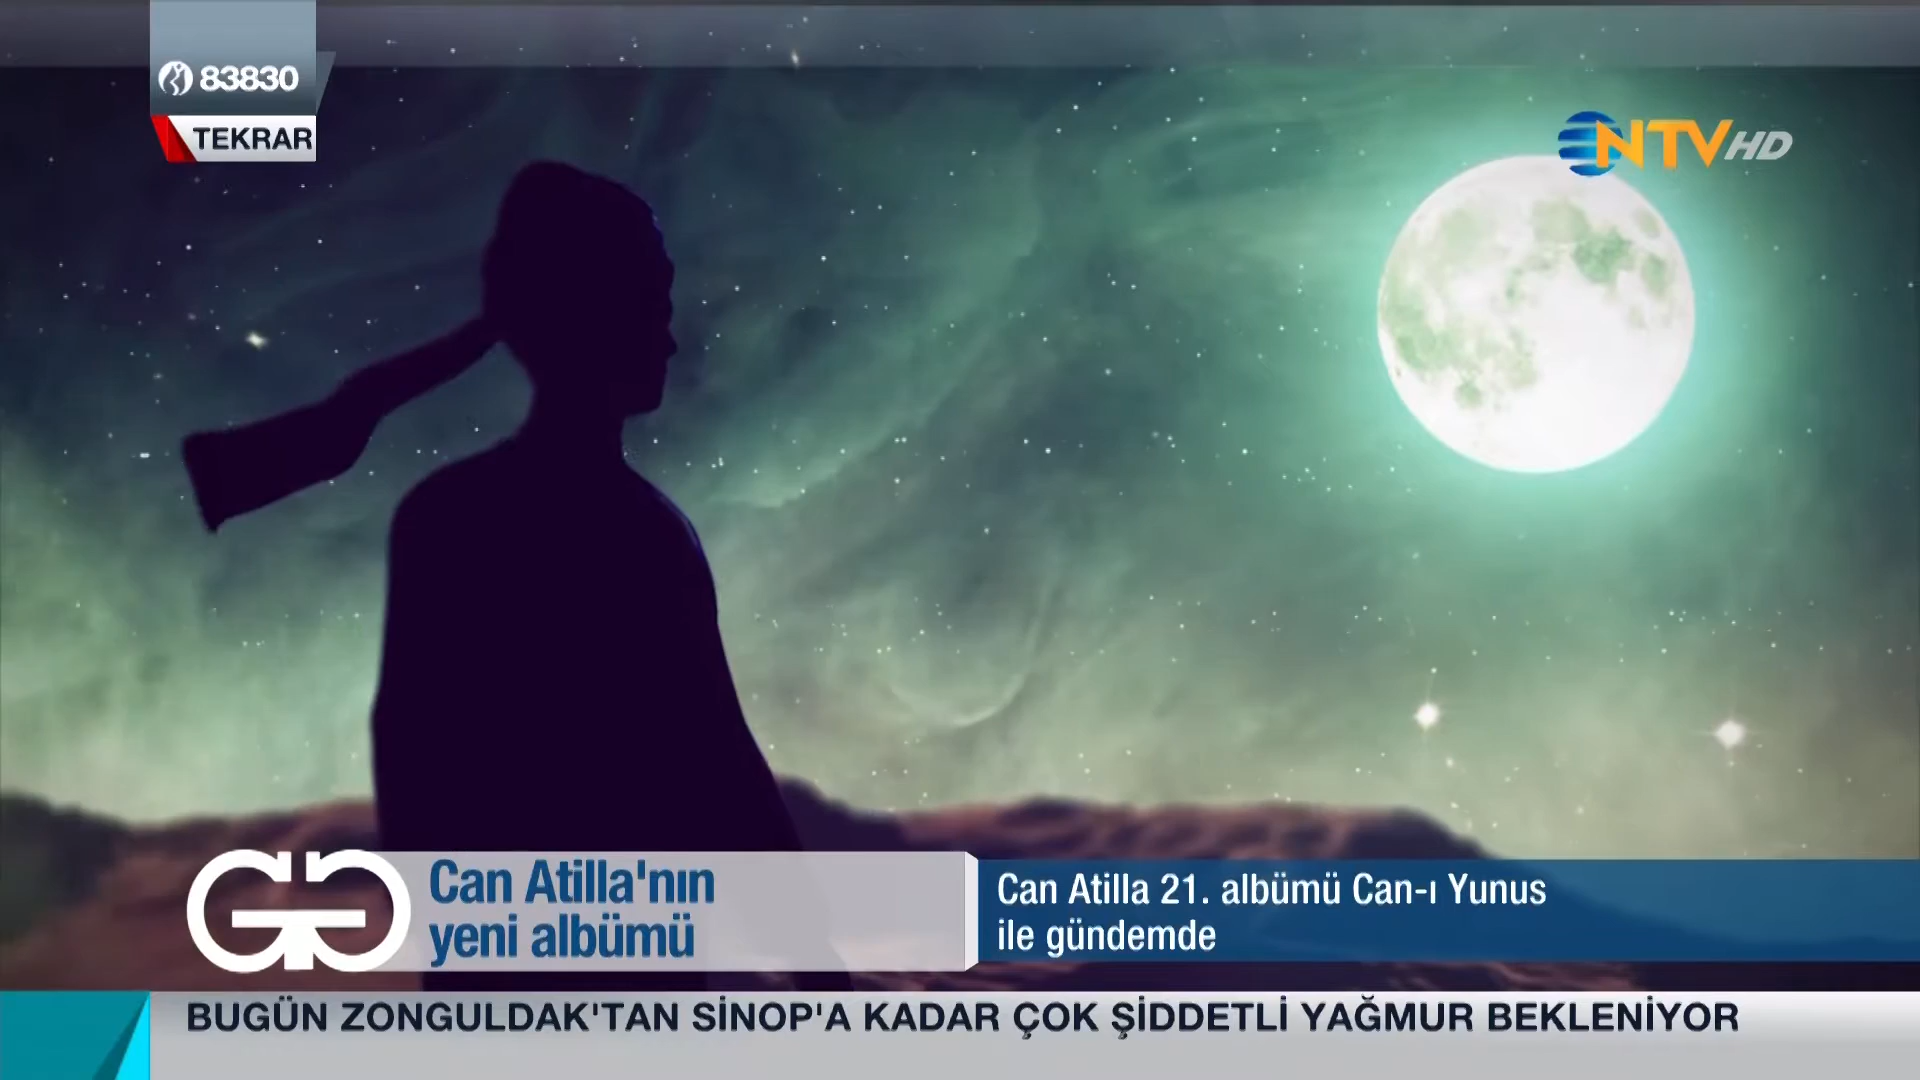 83830
TEKRAR
NTV HD
GG
Can Atilla'nın
yeni albümü
Can Atilla 21. albümü Can-ı Yunus
ile gündemde
BUGÜN ZONGULDAK'TAN SİNOP'A KADAR ÇOK ŞİDDETLİ YAĞMUR BEKLENİYOR